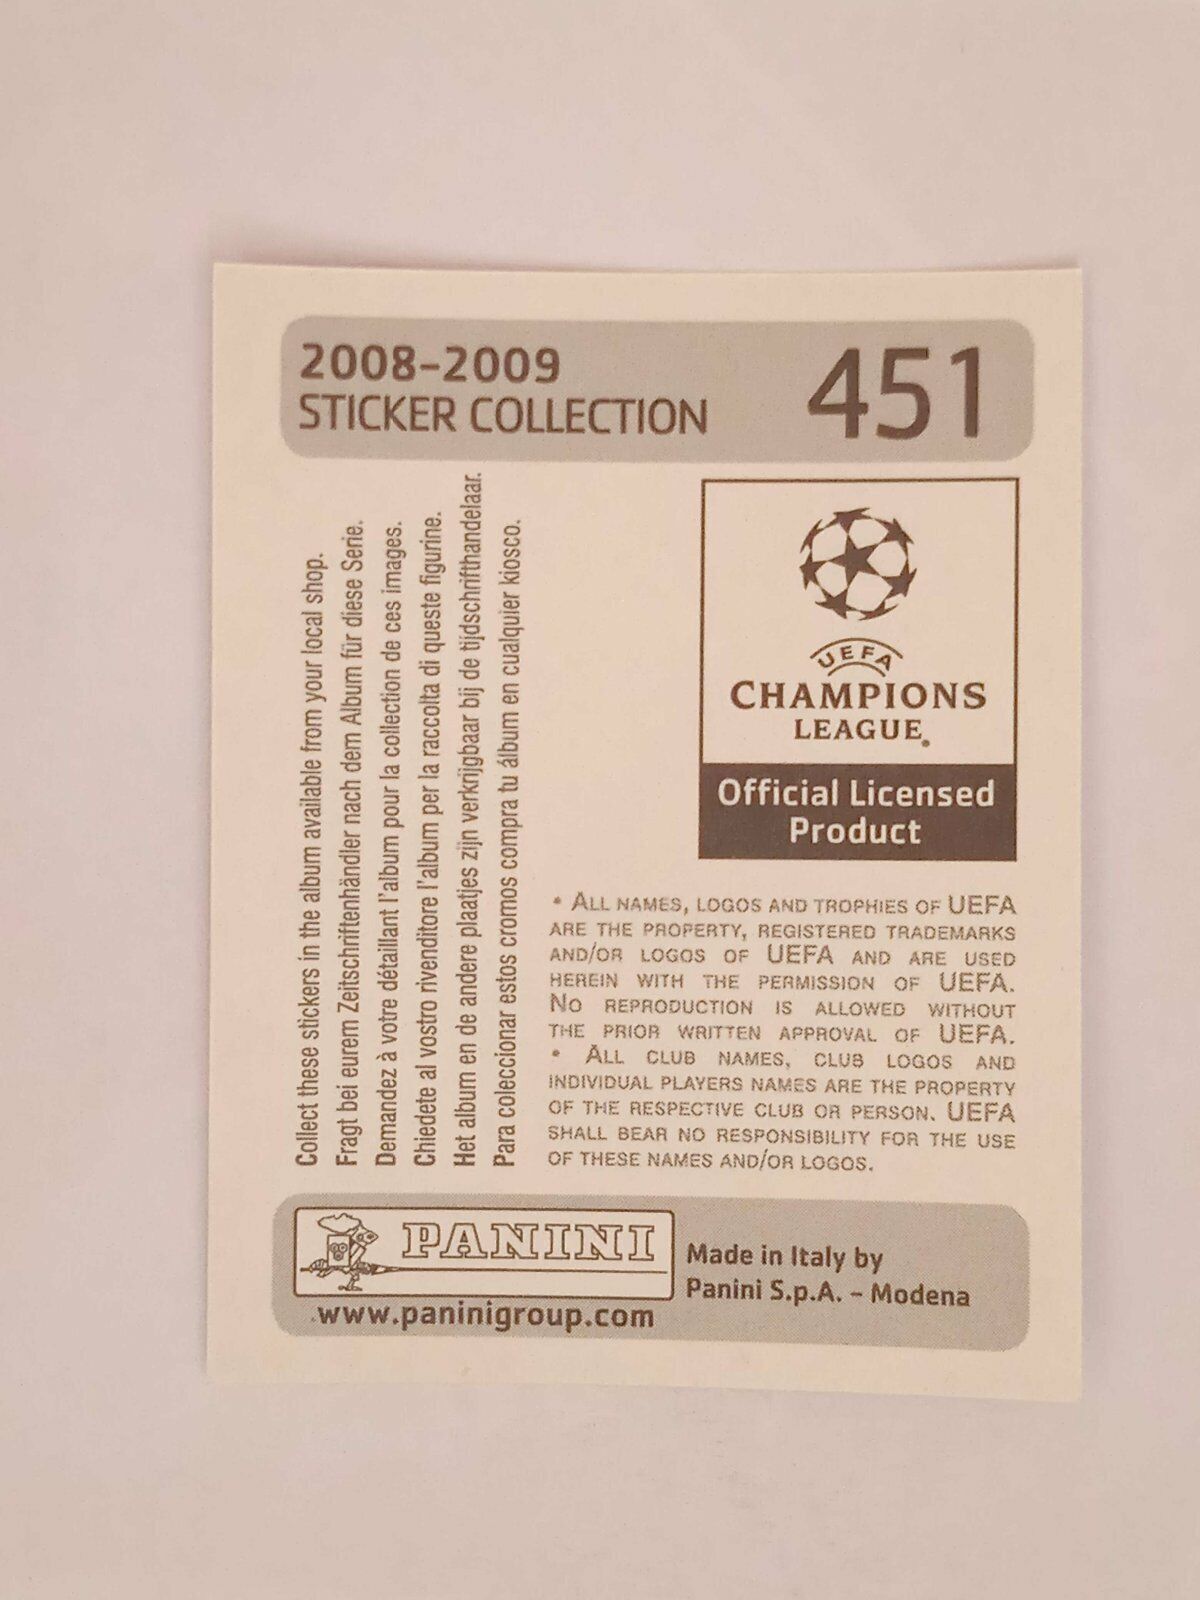 2008-2009
STICKER COLLECTION
451
Collect these stickers in the album available from your local shop.
Fragt bei eurem Zeitschriftenhändler nach dem Album für diese Serie.
Demandez à votre détaillant l'album pour la collection de ces images.
Chiedete al vostro rivenditore l'album per la raccolta di queste figurine.
Het album en de andere plaatjes zijn verkrijgbaar bij de tijdschrifthandelaar.
Para coleccionar estos cromos compra tu álbum en cualquier kiosco.
UEFA
CHAMPIONS
LEAGUE®
Official Licensed
Product
• ALL NAMES, LOGOS AND TROPHIES OF UEFA
ARE THE PROPERTY, REGISTERED TRADEMARKS
AND/OR LOGOS OF UEFA AND ARE USED
HEREIN WITH THE PERMISSION OF UEFA.
NO REPRODUCTION IS ALLOWED WITHOUT
THE PRIOR WRITTEN APPROVAL OF UEFA.
• ALL CLUB NAMES, CLUB LOGOS AND
INDIVIDUAL PLAYERS NAMES ARE THE PROPERTY
OF THE RESPECTIVE CLUB OR PERSON. UEFA
SHALL BEAR NO RESPONSIBILITY FOR THE USE
OF THESE NAMES AND/OR LOGOS.
PANINI
www.paninigroup.com
Made in Italy by
Panini S.p.A. – Modena